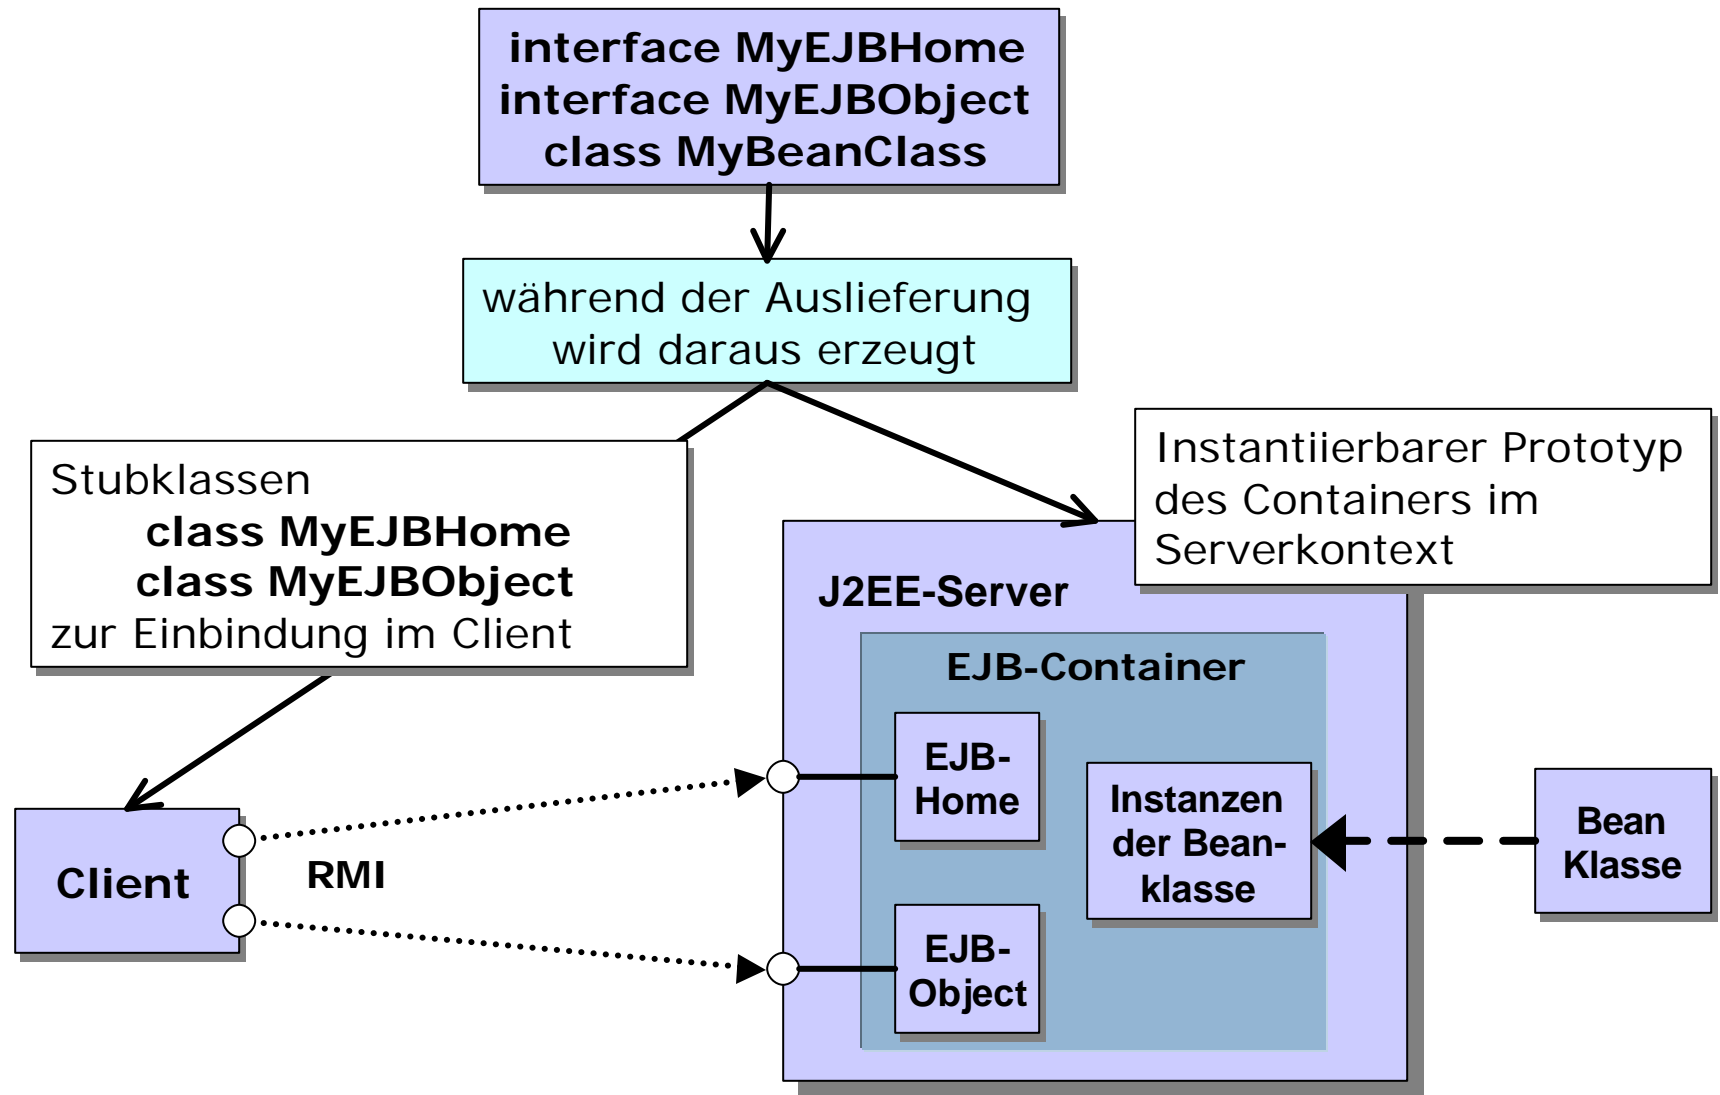 interface MyEJBHome
interface MyEJBObject
class MyBeanClass
während der Auslieferung
wird daraus erzeugt
Stubklassen
class MyEJBHome
class MyEJBObject
zur Einbindung im Client
Instantiierbarer Prototyp
des Containers im
Serverkontext
J2EE-Server
EJB-Container
EJB-
Home
Instanzen
der Bean-
klasse
Bean
Klasse
Client
RMI
EJB-
Object